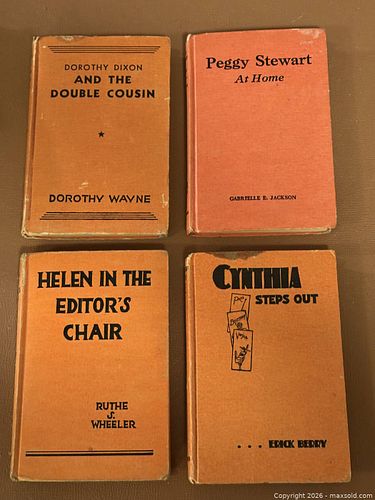 DOROTHY DIXON
AND THE
DOUBLE COUSIN
DOROTHY WAYNE
Peggy Stewart
At Home
GABRIELLE E. JACKSON
HELEN IN THE
EDITOR'S
CHAIR
RUTHE
S.
WHEELER
CYNTHIA
STEPS OUT
... ERICK BERRY
Copyright 2026 - maxsold.com